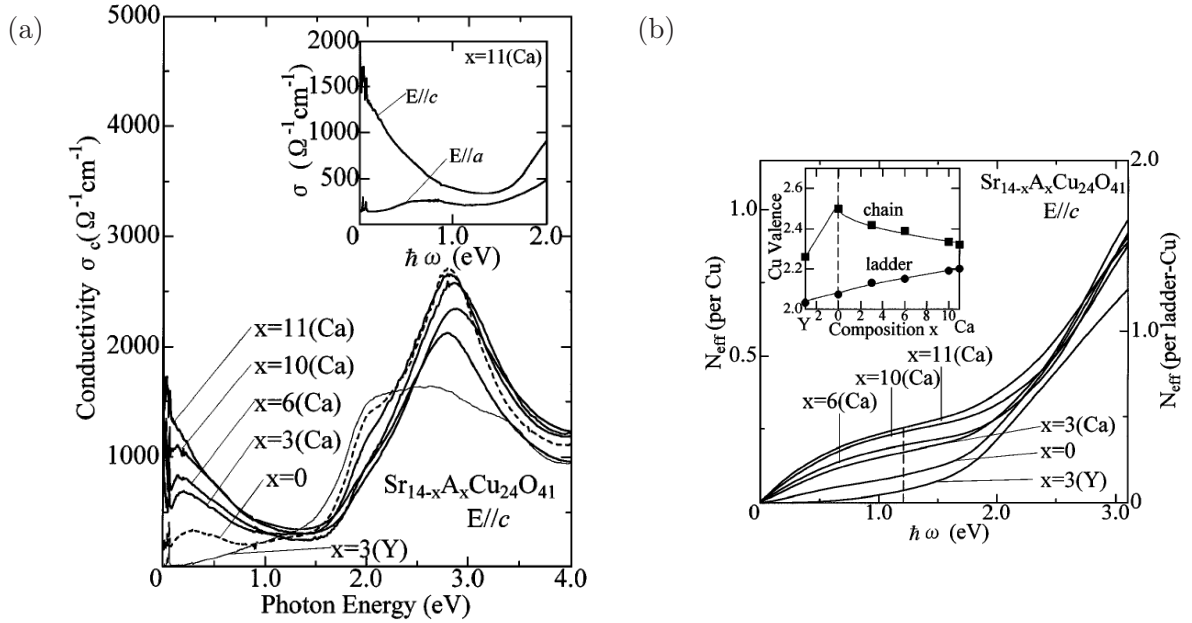 (a)
5000
4500
4000
3000
2000
1000
0
1.0
2.0
3.0
4.0
Photon Energy (eV)
Conductivity σ c (Ω⁻¹cm⁻¹)
2000
1500
1000
500
0
1.0
2.0
σ (Ω⁻¹cm⁻¹)
ħ ω (eV)
x=11(Ca)
E//c
E//a
x=11(Ca)
x=10(Ca)
x=6(Ca)
x=3(Ca)
x=0
x=3(Y)
Sr14-xAxCu24O41
E//c
(b)
1.0
0.5
0
Neff (per Cu)
2.0
1.0
0
Neff (per ladder-Cu)
0
1.0
2.0
3.0
ħ ω (eV)
Sr14-xAxCu24O41
E//c
2.6
2.4
2.2
2.0
Cu Valence
chain
ladder
Y 2 0 2 4 6 8 10 Ca
Composition x
x=11(Ca)
x=10(Ca)
x=6(Ca)
x=3(Ca)
x=0
x=3(Y)